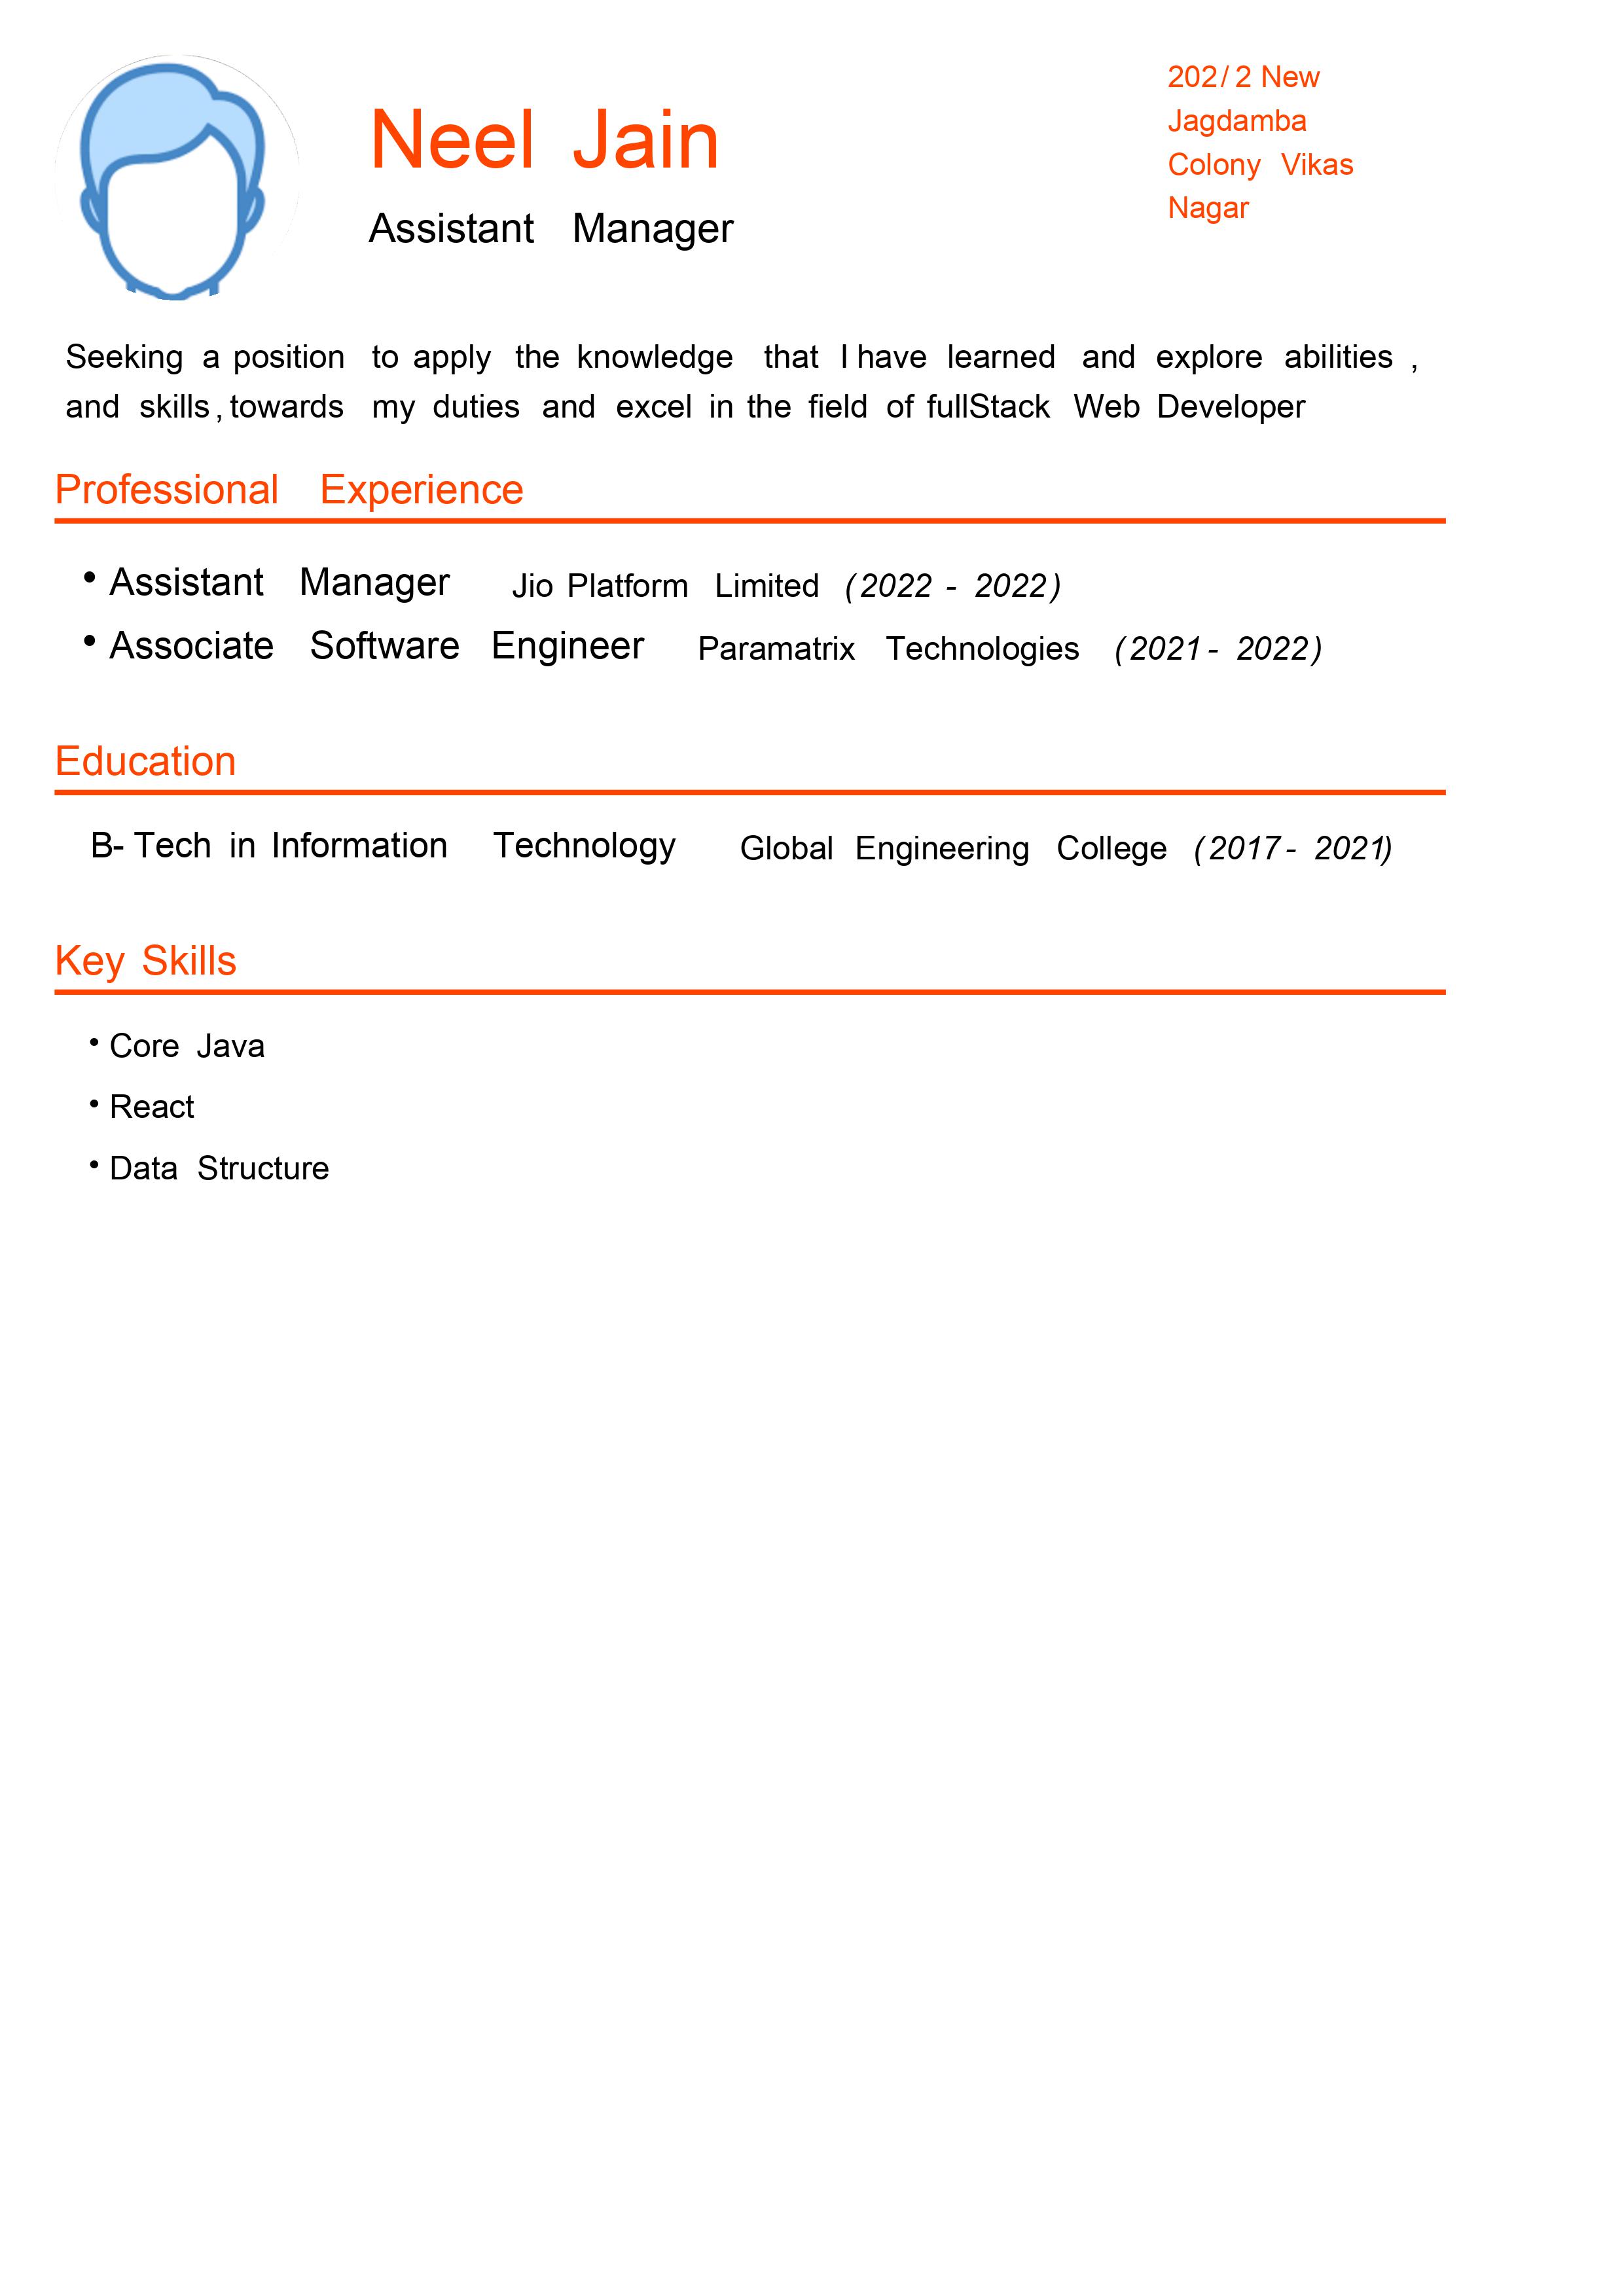 Neel Jain
Assistant Manager
202/ 2 New
Jagdamba
Colony Vikas
Nagar
Seeking a position to apply the knowledge that I have learned and explore abilities ,
and skills, towards my duties and excel in the field of fullStack Web Developer
Professional Experience
• Assistant Manager Jio Platform Limited (2022 - 2022)
• Associate Software Engineer Paramatrix Technologies (2021- 2022)
Education
B- Tech in Information Technology Global Engineering College (2017- 2021)
Key Skills
• Core Java
• React
• Data Structure